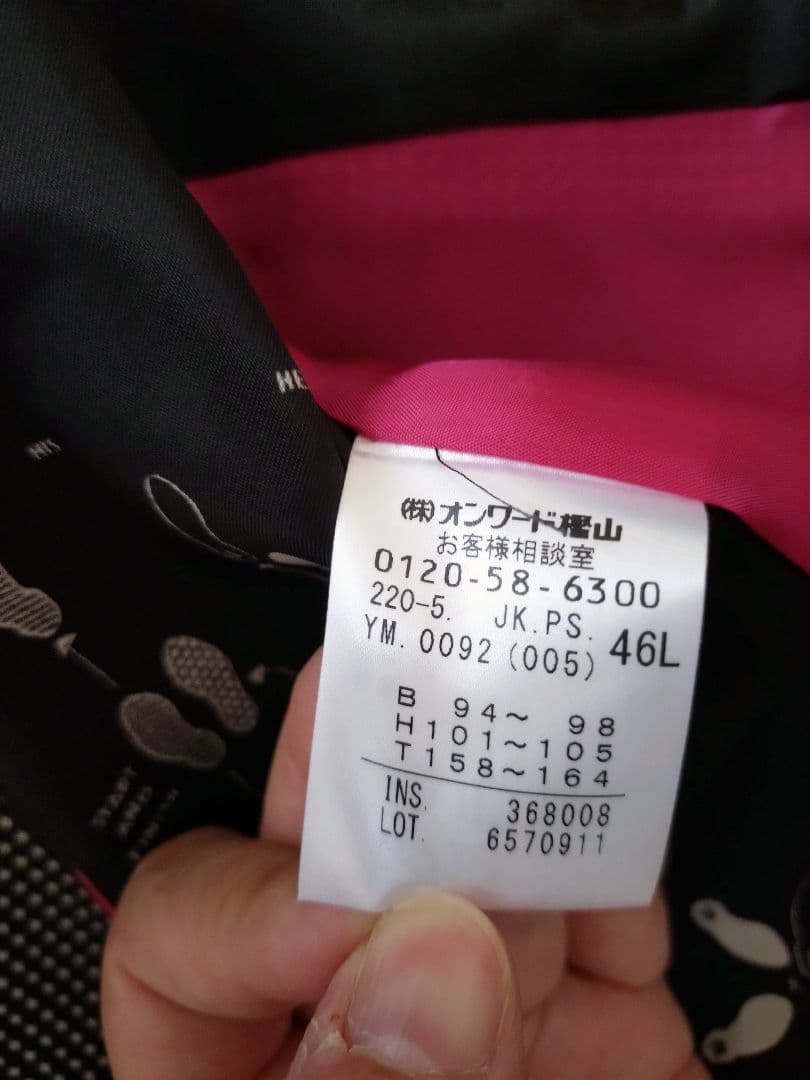 ㈱オンワード樫山
お客様相談室
0120-58-6300
220-5. JK.PS.
YM. 0092 (005) 46L
B 94～ 98
H101～105
T158～164
INS. 368008
LOT. 6570911
START